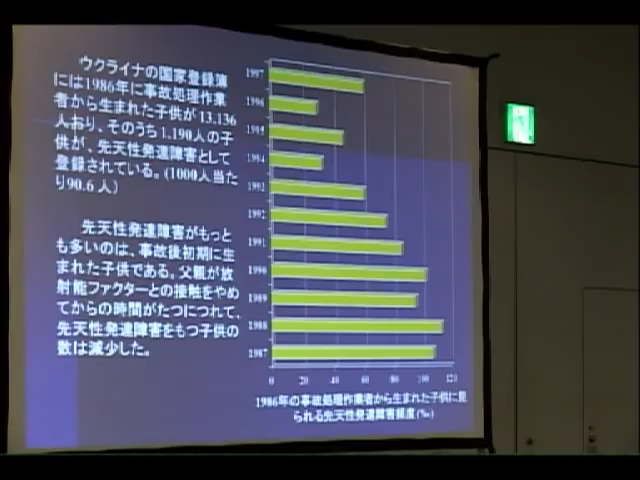 ウクライナの国家登録簿
には1986年に事故処理作業
者から生まれた子供が 13,136
人おり、そのうち 1,190人の子
供が、先天性発達障害として
登録されている。(1000人当た
り90.6 人)
先天性発達障害がもっと
も多いのは、事故後初期に生
まれた子供である。父親が放
射能ファクターとの接触をやめ
てからの時間がたつにつれて、
先天性発達障害をもつ子供の
数は減少した。
1997
1996
1995
1994
1993
1992
1991
1990
1989
1988
1987
0 20 40 60 80 100 120
1986年の事故処理作業者から生まれた子供に見
られる先天性発達障害頻度(‰)